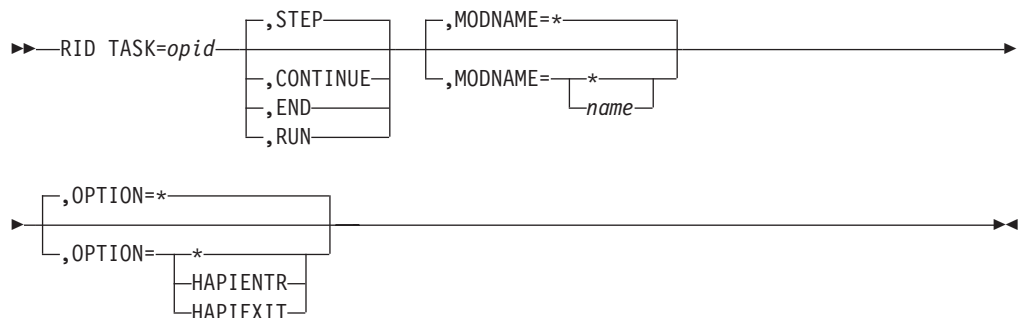 ,STEP ,MODNAME=*
RID TASK=opid
,CONTINUE ,MODNAME= *
,END name
,RUN
,OPTION=*
,OPTION= *
HAPIENTR
HAPIEXIT